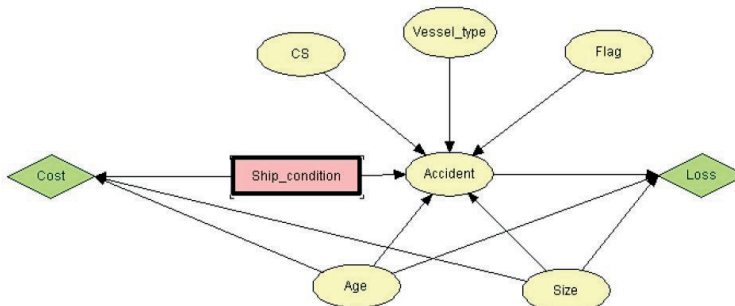 Vessel_type
CS
Flag
Cost
Ship_condition
Accident
Loss
Age
Size